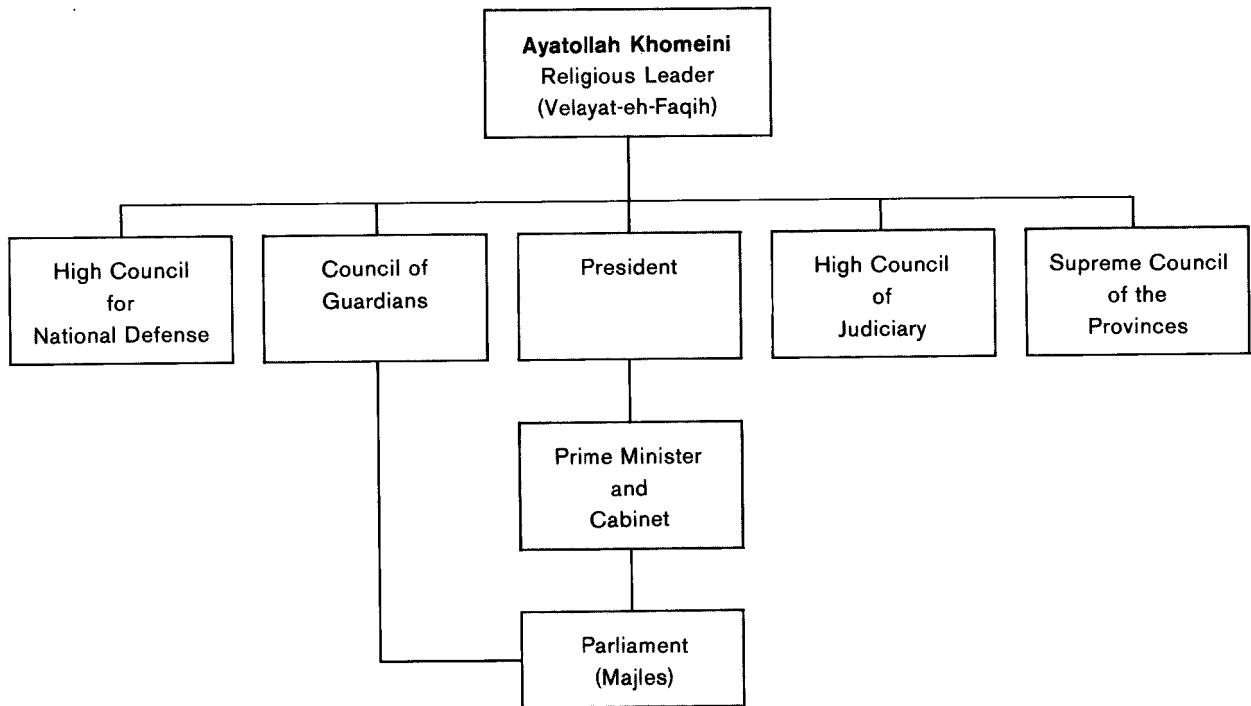 Ayatollah Khomeini
Religious Leader
(Velayat-eh-Faqih)
High Council
for
National Defense
Council of
Guardians
President
High Council
of
Judiciary
Supreme Council
of the
Provinces
Prime Minister
and
Cabinet
Parliament
(Majles)